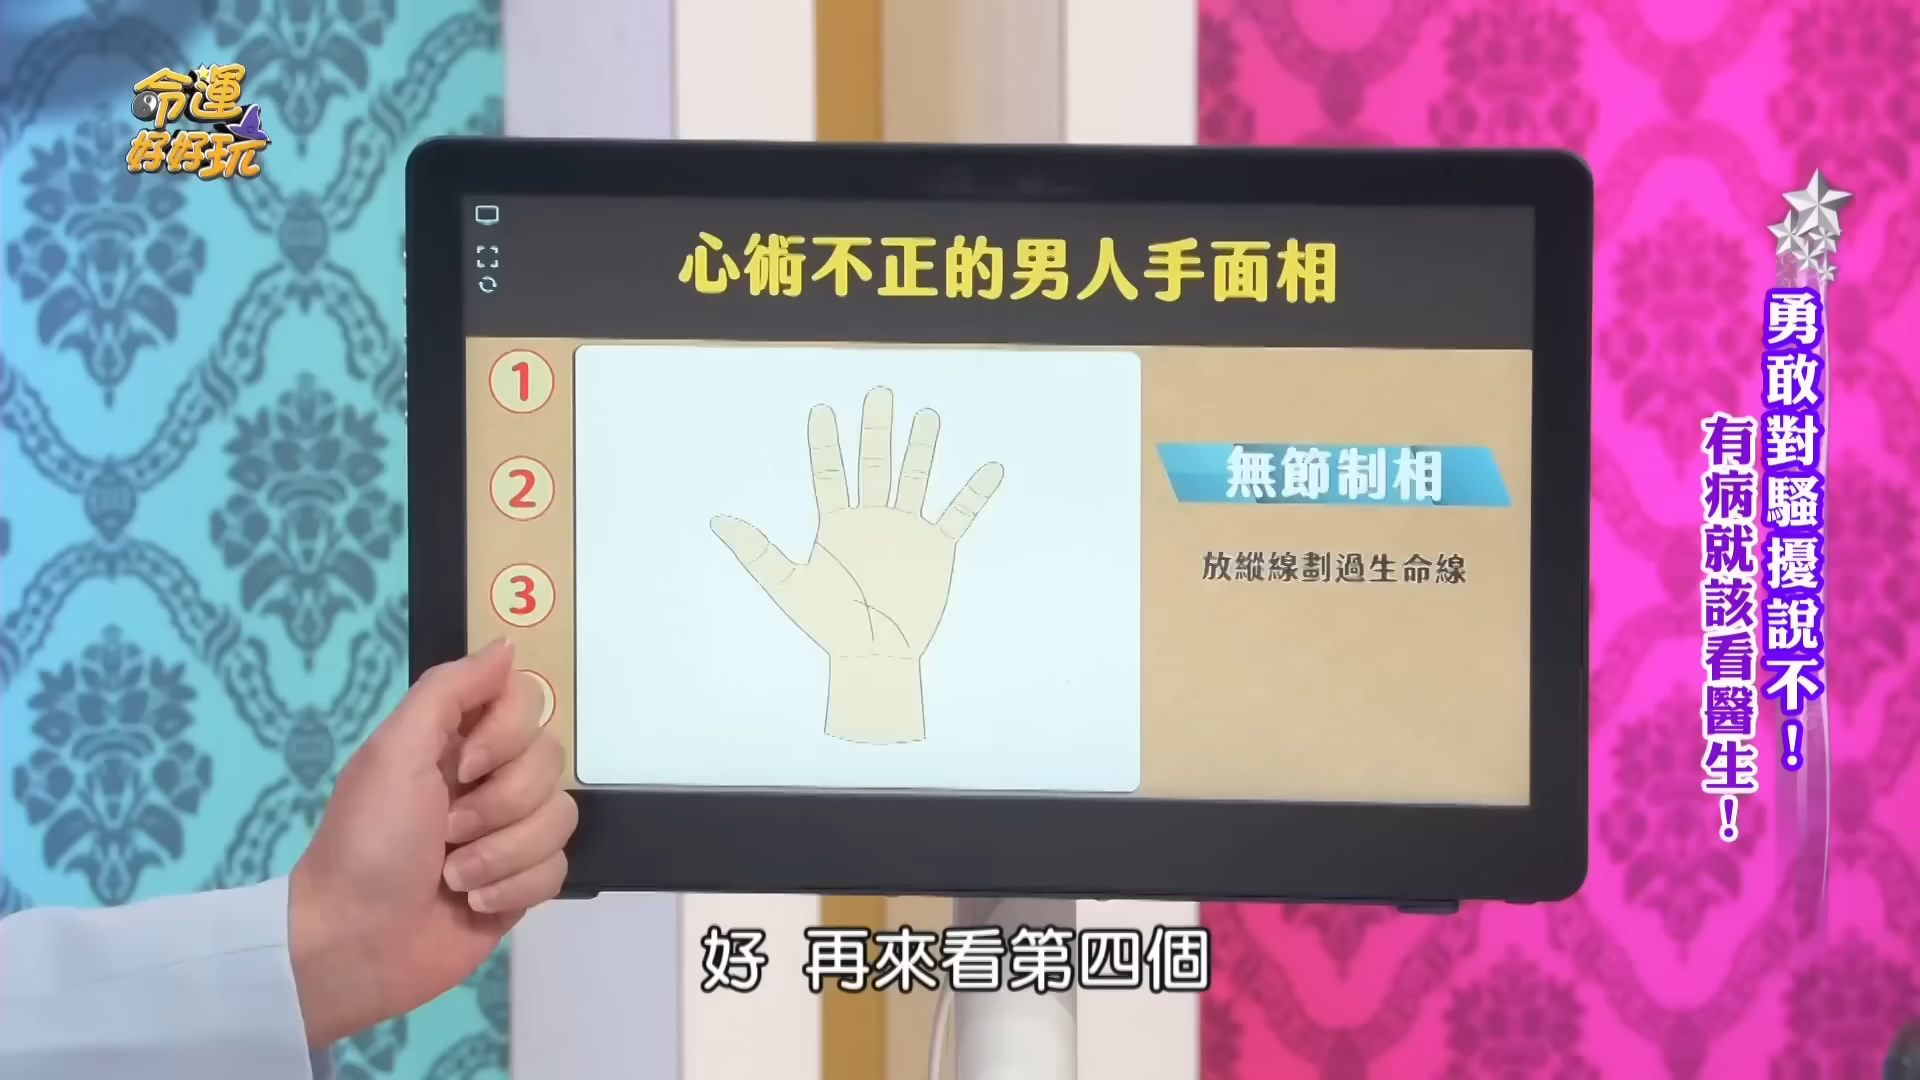 命運
好好玩
心術不正的男人手面相
1
2
3
無節制相
放縱線劃過生命線
勇敢對騷擾說不！
有病就該看醫生！
好 再來看第四個